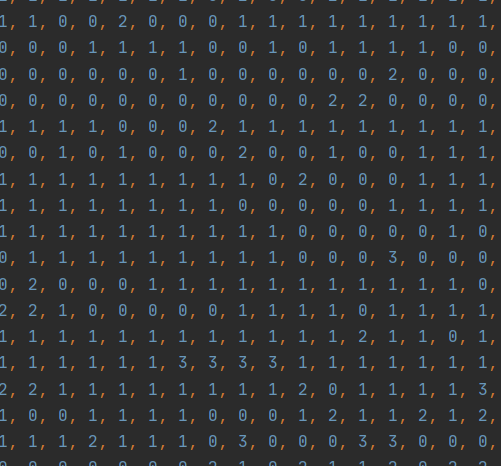 1, 1, 0, 0, 2, 0, 0, 0, 1, 1, 1, 1, 1, 1, 1, 1, 1,
0, 0, 0, 1, 1, 1, 1, 0, 0, 1, 0, 1, 1, 1, 1, 0, 0,
0, 0, 0, 0, 0, 0, 1, 0, 0, 0, 0, 0, 0, 2, 0, 0, 0,
0, 0, 0, 0, 0, 0, 0, 0, 0, 0, 0, 2, 2, 0, 0, 0, 0,
1, 1, 1, 1, 0, 0, 0, 2, 1, 1, 1, 1, 1, 1, 1, 1, 1,
0, 0, 1, 0, 1, 0, 0, 0, 2, 0, 0, 1, 0, 0, 1, 1, 1,
1, 1, 1, 1, 1, 1, 1, 1, 1, 0, 2, 0, 0, 0, 1, 1, 1,
1, 1, 1, 1, 1, 1, 1, 1, 0, 0, 0, 0, 0, 1, 1, 1, 1,
1, 1, 1, 1, 1, 1, 1, 1, 1, 1, 0, 0, 0, 0, 0, 1, 0,
0, 1, 1, 1, 1, 1, 1, 1, 1, 1, 0, 0, 0, 3, 0, 0, 0,
0, 2, 0, 0, 0, 1, 1, 1, 1, 1, 1, 1, 1, 1, 1, 1, 0,
2, 2, 1, 0, 0, 0, 0, 0, 1, 1, 1, 1, 0, 1, 1, 1, 1,
1, 1, 1, 1, 1, 1, 1, 1, 1, 1, 1, 1, 2, 1, 1, 0, 1,
1, 1, 1, 1, 1, 1, 3, 3, 3, 3, 1, 1, 1, 1, 1, 1, 1,
2, 2, 1, 1, 1, 1, 1, 1, 1, 1, 2, 0, 1, 1, 1, 1, 3,
1, 0, 0, 1, 1, 1, 1, 0, 0, 0, 1, 2, 1, 1, 2, 1, 2,
1, 1, 1, 2, 1, 1, 1, 0, 3, 0, 0, 0, 3, 3, 0, 0, 0,